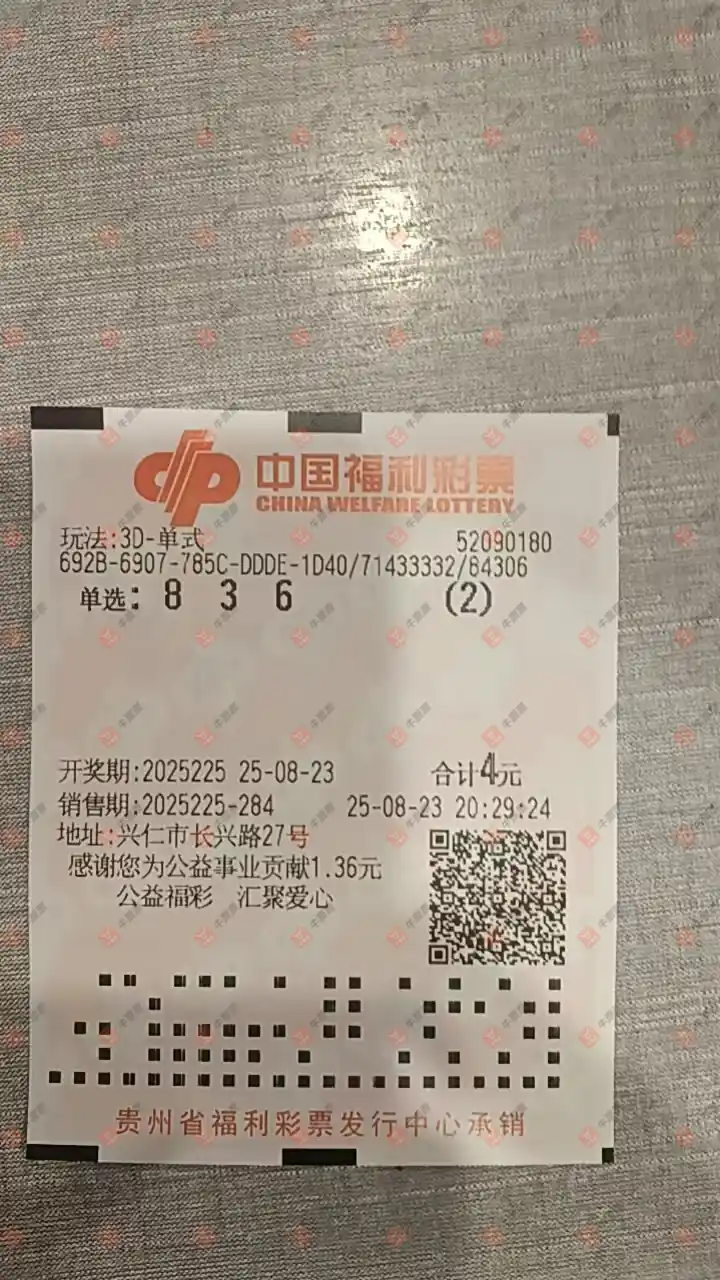 中国福利彩票
CHINA WELFARE LOTTERY
玩法:3D-单式 52090180
692B-6907-785C-DDDE-1D40/71433332/84306
单选: 8 3 6 (2)
开奖期:2025225 25-08-23 合计4元
销售期:2025225-284 25-08-23 20:29:24
地址:兴仁市长兴路27号
感谢您为公益事业贡献1.36元
公益福彩 汇聚爱心
贵州省福利彩票发行中心承销